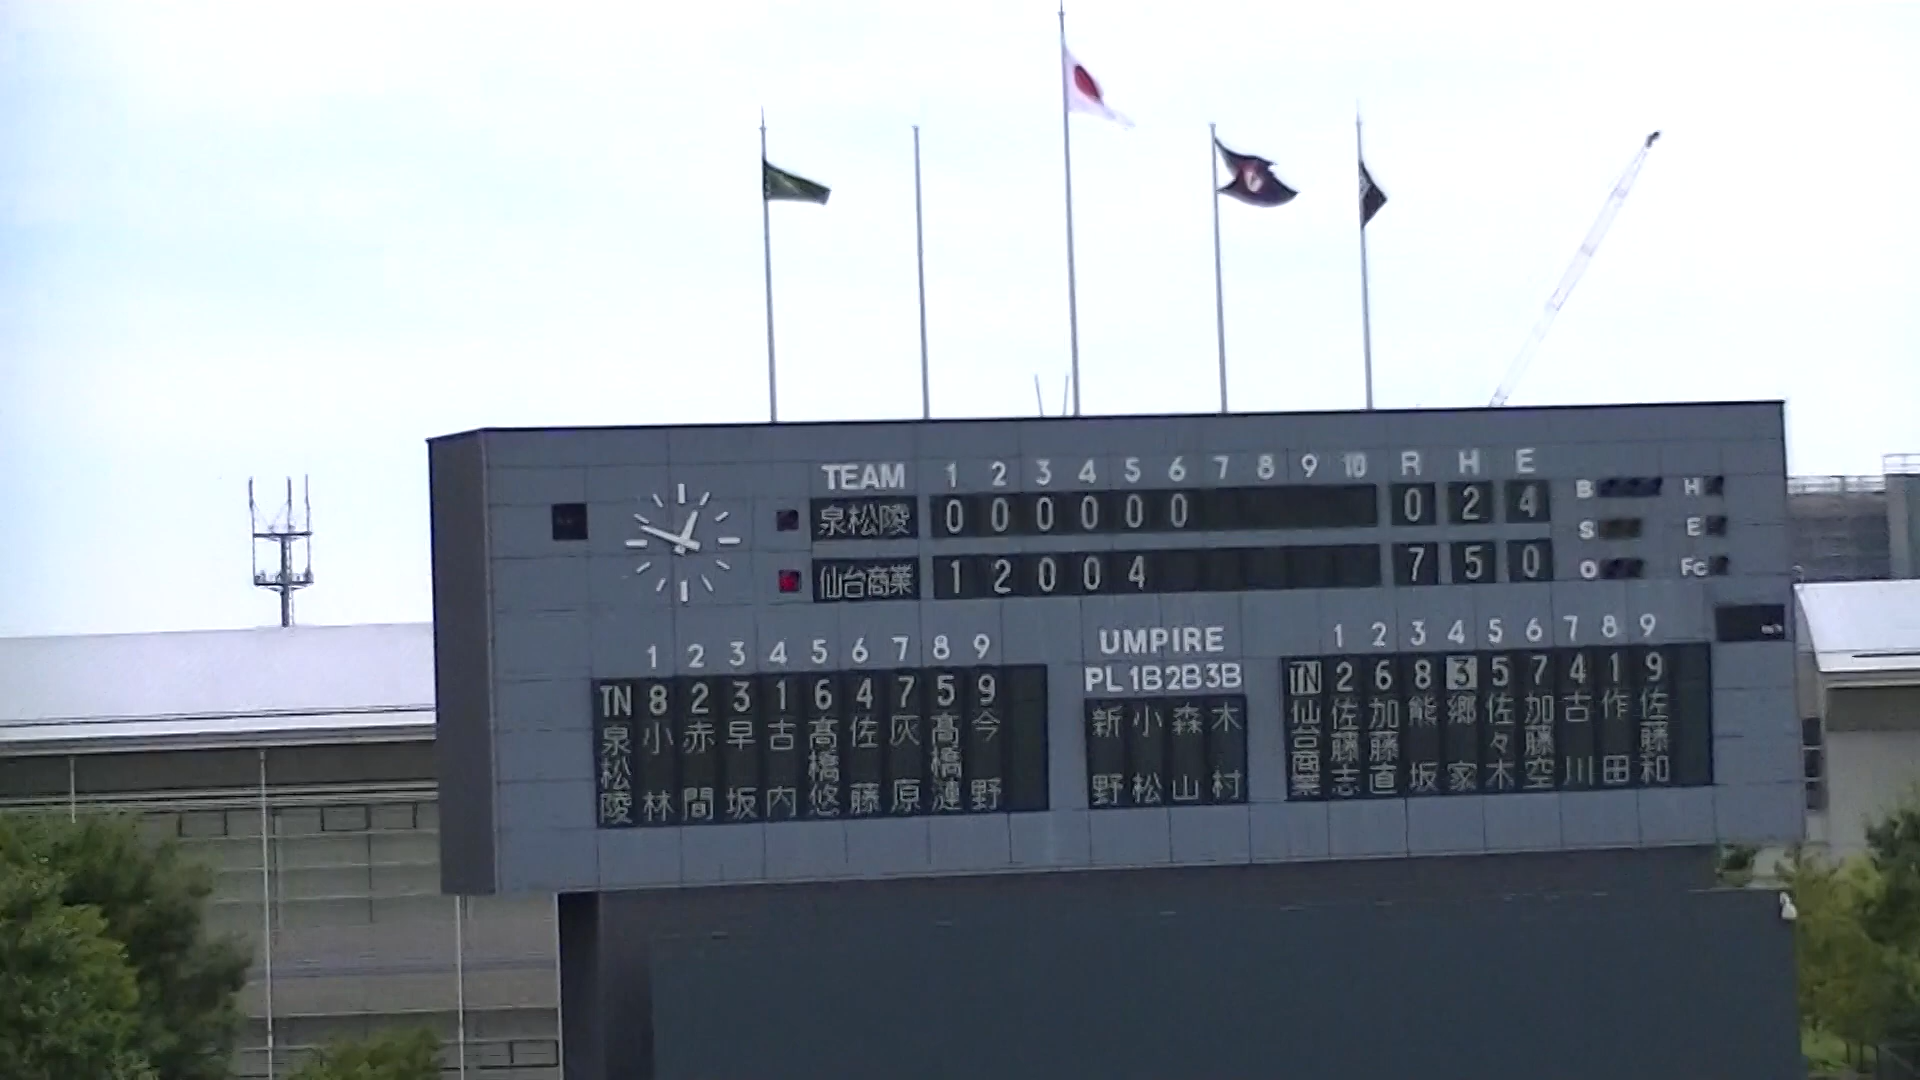 TEAM 1 2 3 4 5 6 7 8 9 10 R H E
泉松陵 0 0 0 0 0 0 0 2 4
仙台商業 1 2 0 0 4 7 5 0
B H
S E
O Fc
1 2 3 4 5 6 7 8 9
IN 8 2 3 1 6 4 7 5 9
泉松陵
小林
赤間
早坂
古内
髙橋悠
佐藤
灰原
髙橋漣
今野
UMPIRE
PL 1B 2B 3B
新野
小松
森山
木村
1 2 3 4 5 6 7 8 9
IN 2 6 8 3 5 7 4 1 9
仙台商業
佐藤志
加藤直
熊坂
郷家
佐々木
加藤空
古川
作田
佐藤和